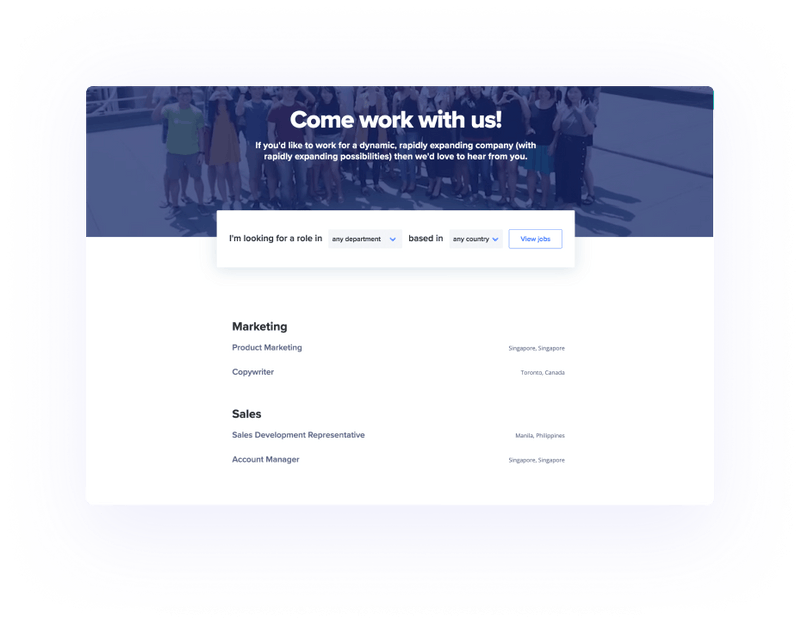 Come work with us!
If you'd like to work for a dynamic, rapidly expanding company (with
rapidly expanding possibilities) then we'd love to hear from you.
I'm looking for a role in any department based in any country View jobs
Marketing
Product Marketing Singapore, Singapore
Copywriter Toronto, Canada
Sales
Sales Development Representative Manila, Philippines
Account Manager Singapore, Singapore